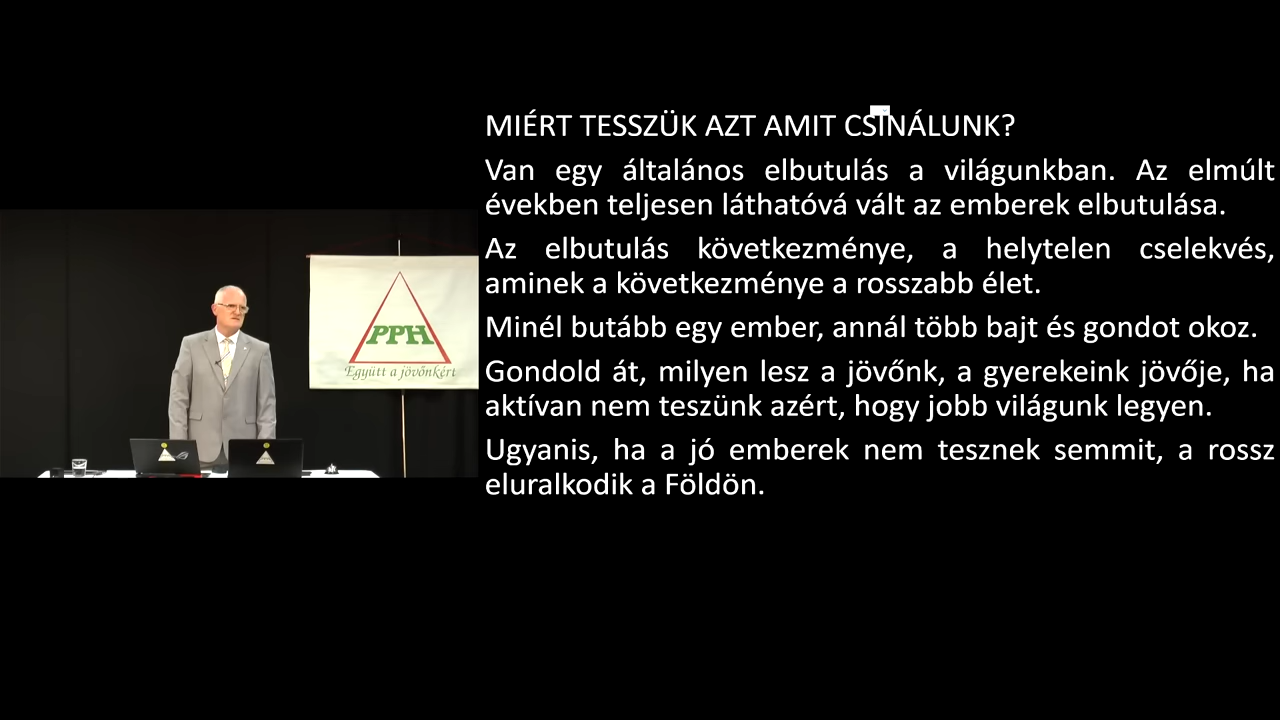 MIÉRT TESSZÜK AZT AMIT CSINÁLUNK?
Van egy általános elbutulás a világunkban. Az elmúlt
években teljesen láthatóvá vált az emberek elbutulása.
Az elbutulás következménye, a helytelen cselekvés,
aminek a következménye a rosszabb élet.
Minél butább egy ember, annál több bajt és gondot okoz.
Gondold át, milyen lesz a jövőnk, a gyerekeink jövője, ha
aktívan nem teszünk azért, hogy jobb világunk legyen.
Ugyanis, ha a jó emberek nem tesznek semmit, a rossz
eluralkodik a Földön.
PPH
Együtt a jövőnkért